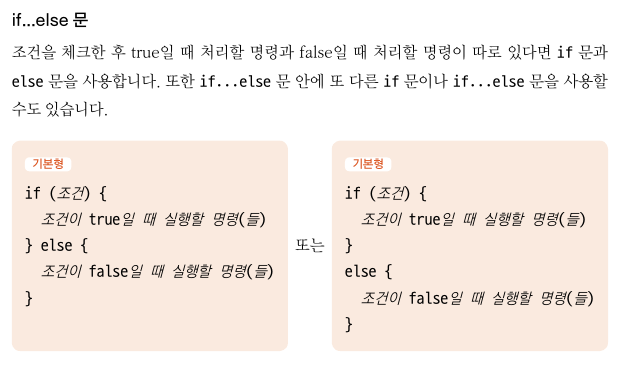 if...else 문
조건을 체크한 후 true일 때 처리할 명령과 false일 때 처리할 명령이 따로 있다면 if 문과
else 문을 사용합니다. 또한 if...else 문 안에 또 다른 if 문이나 if...else 문을 사용할
수도 있습니다.
기본형
if (조건) {
조건이 true일 때 실행할 명령(들)
} else {
조건이 false일 때 실행할 명령(들)
}
또는
기본형
if (조건) {
조건이 true일 때 실행할 명령(들)
}
else {
조건이 false일 때 실행할 명령(들)
}